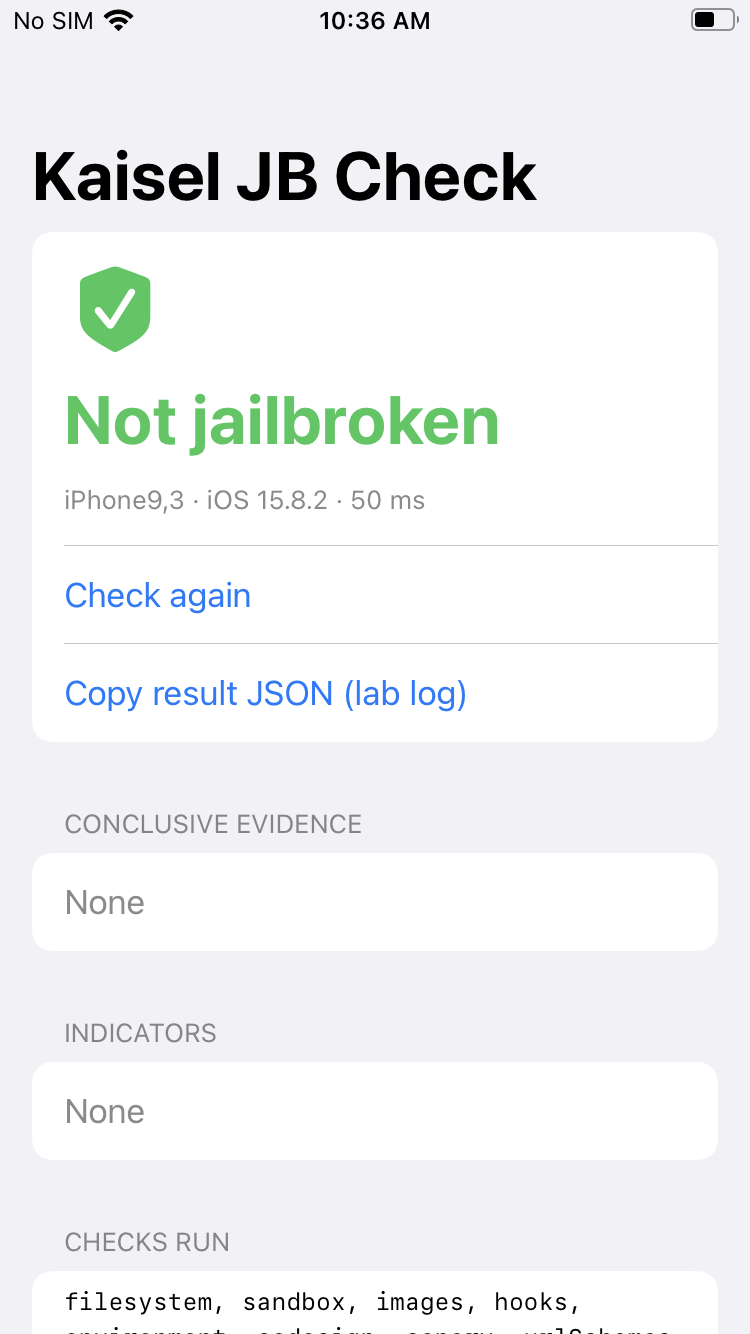 No SIM 10:36 AM
Kaisel JB Check
Not jailbroken
iPhone9,3 · iOS 15.8.2 · 50 ms
Check again
Copy result JSON (lab log)
CONCLUSIVE EVIDENCE
None
INDICATORS
None
CHECKS RUN
filesystem, sandbox, images, hooks,